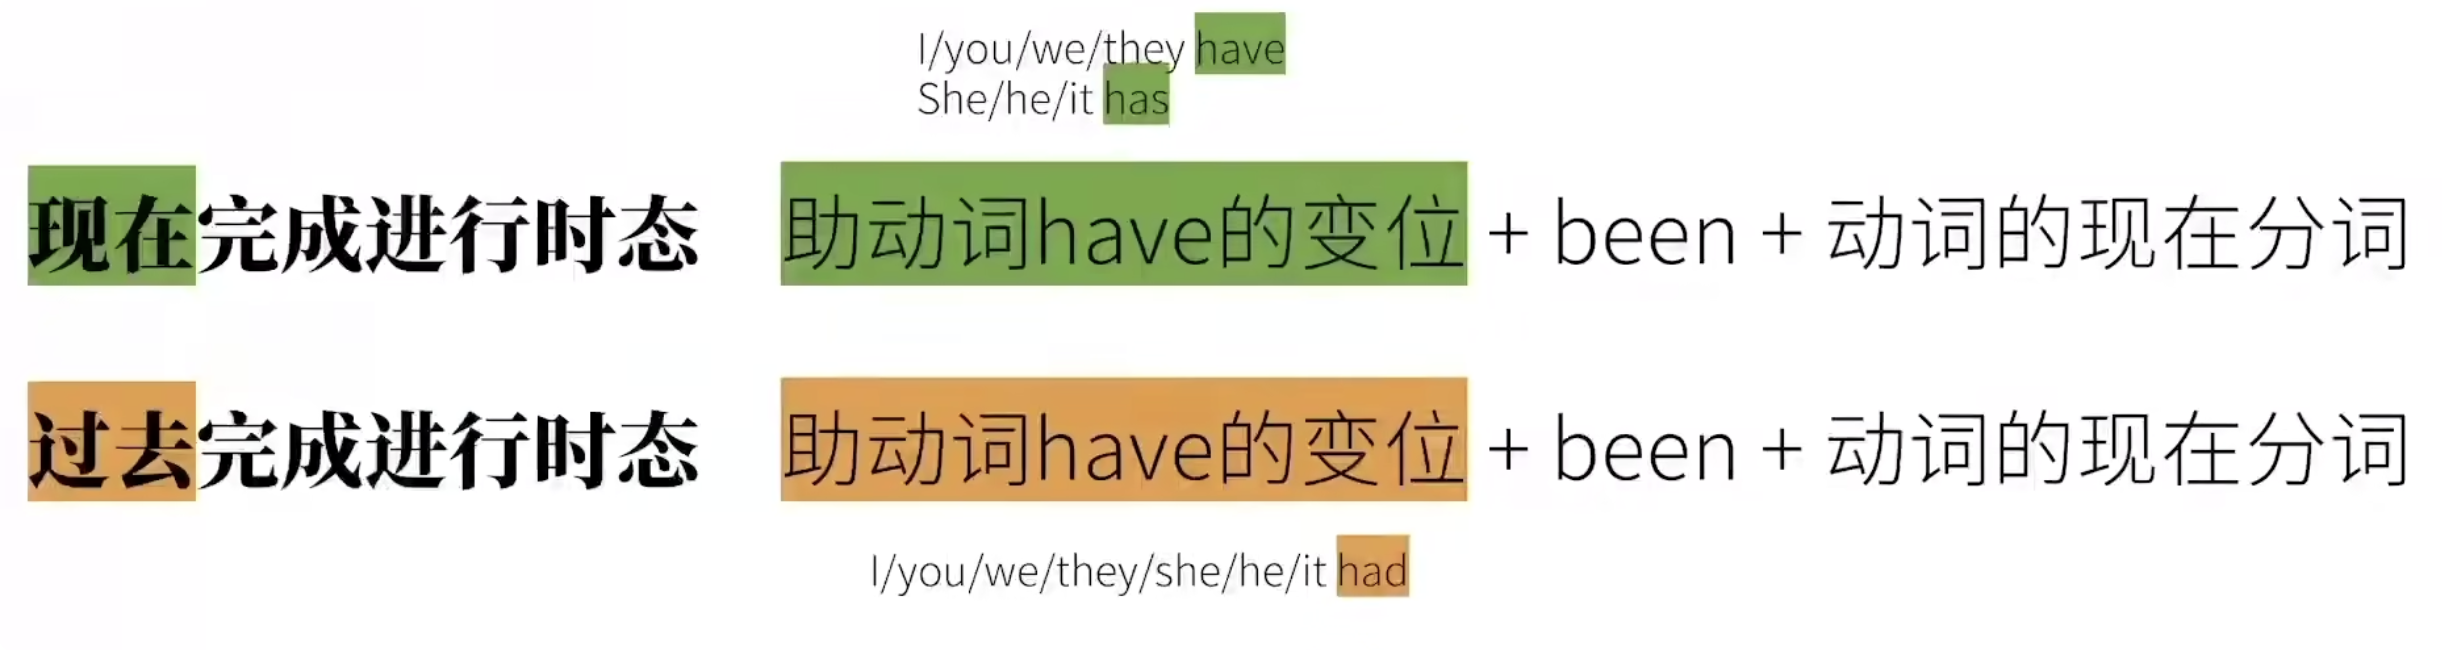 I/you/we/they have
She/he/it has
现在完成进行时态 助动词have的变位 + been + 动词的现在分词
过去完成进行时态 助动词have的变位 + been + 动词的现在分词
I/you/we/they/she/he/it had